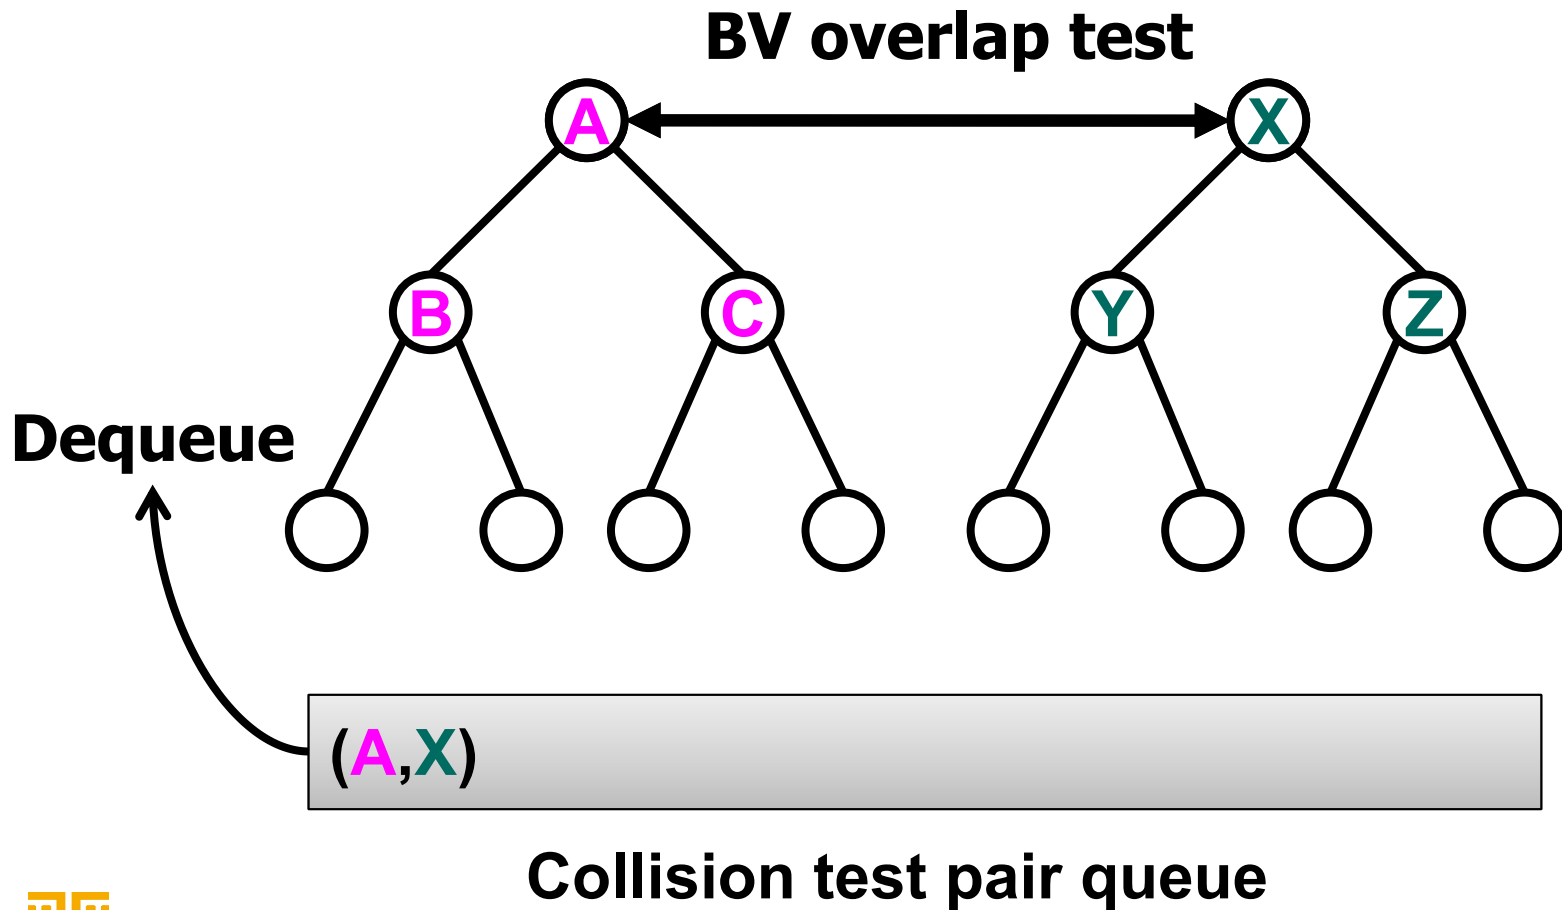 BV overlap test
A X
B C Y Z
Dequeue
(A,X)
Collision test pair queue